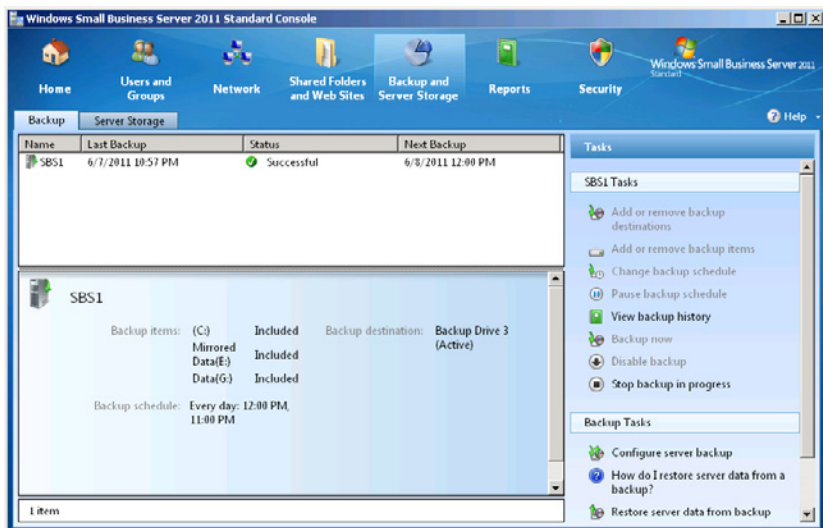 Windows Small Business Server 2011 Standard Console
Home
Users and
Groups
Network
Shared Folders
and Web Sites
Backup and
Server Storage
Reports
Security
Windows Small Business Server 2011
Standard
Backup
Server Storage
Help
Name
Last Backup
Status
Next Backup
SBS1
6/7/2011 10:57 PM
Successful
6/8/2011 12:00 PM
SBS1
Backup items:
(C:)
Included
Mirrored
Data(E:)
Included
Data(G:)
Included
Backup destination:
Backup Drive 3
(Active)
Backup schedule:
Every day: 12:00 PM,
11:00 PM
1 item
Tasks
SBS1 Tasks
Add or remove backup
destinations
Add or remove backup items
Change backup schedule
Pause backup schedule
View backup history
Backup now
Disable backup
Stop backup in progress
Backup Tasks
Configure server backup
How do I restore server data from a
backup?
Restore server data from backup